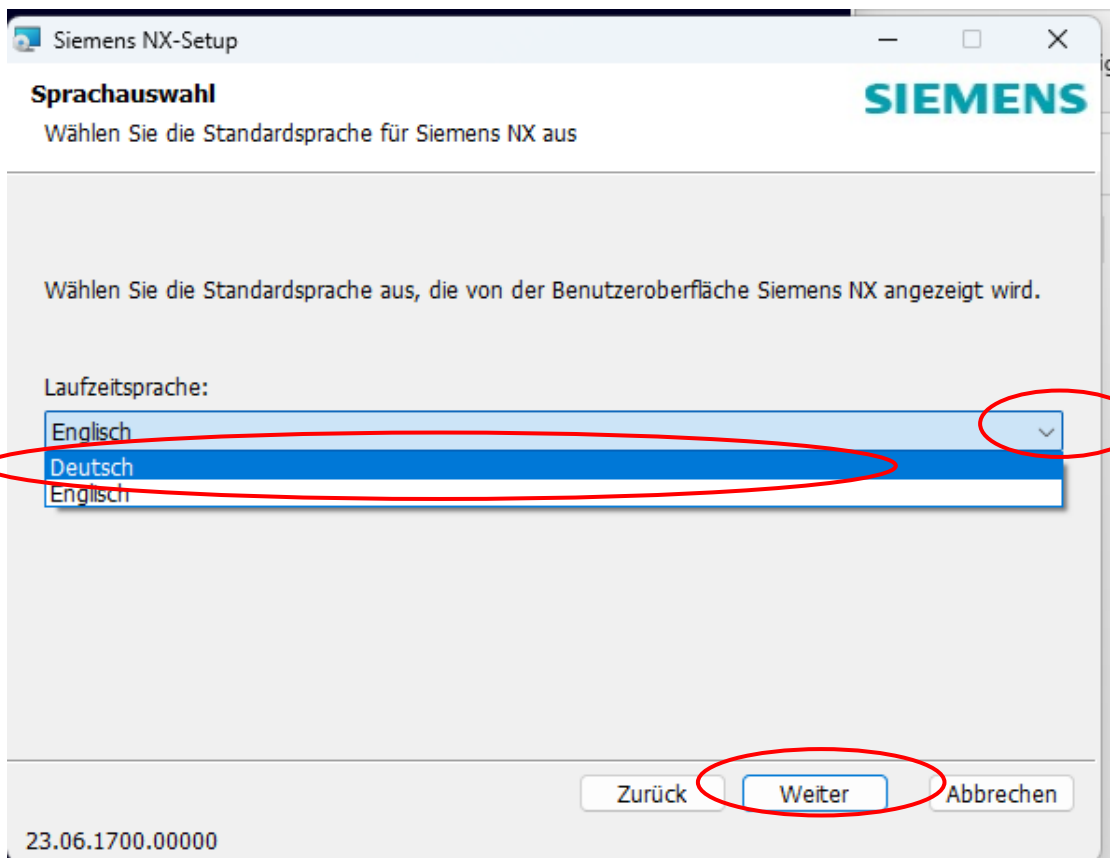 Siemens NX-Setup
Sprachauswahl
SIEMENS
Wählen Sie die Standardsprache für Siemens NX aus
Wählen Sie die Standardsprache aus, die von der Benutzeroberfläche Siemens NX angezeigt wird.
Laufzeitsprache:
Englisch
Deutsch
Englisch
Zurück Weiter Abbrechen
23.06.1700.00000